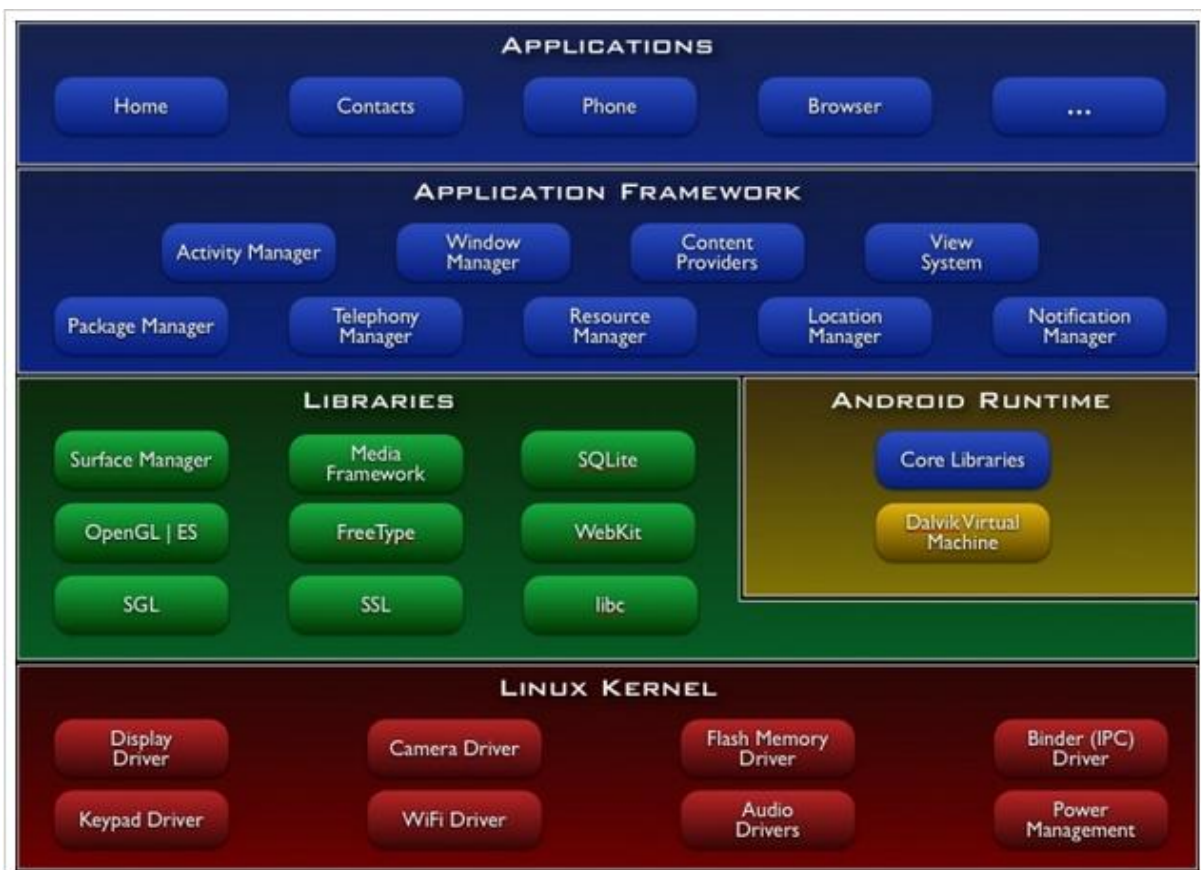 APPLICATIONS
Home
Contacts
Phone
Browser
...
APPLICATION FRAMEWORK
Activity Manager
Window
Manager
Content
Providers
View
System
Package Manager
Telephony
Manager
Resource
Manager
Location
Manager
Notification
Manager
LIBRARIES
Surface Manager
Media
Framework
SQLite
OpenGL | ES
FreeType
WebKit
SGL
SSL
libc
ANDROID RUNTIME
Core Libraries
Dalvik Virtual
Machine
LINUX KERNEL
Display
Driver
Camera Driver
Flash Memory
Driver
Binder (IPC)
Driver
Keypad Driver
WiFi Driver
Audio
Drivers
Power
Management